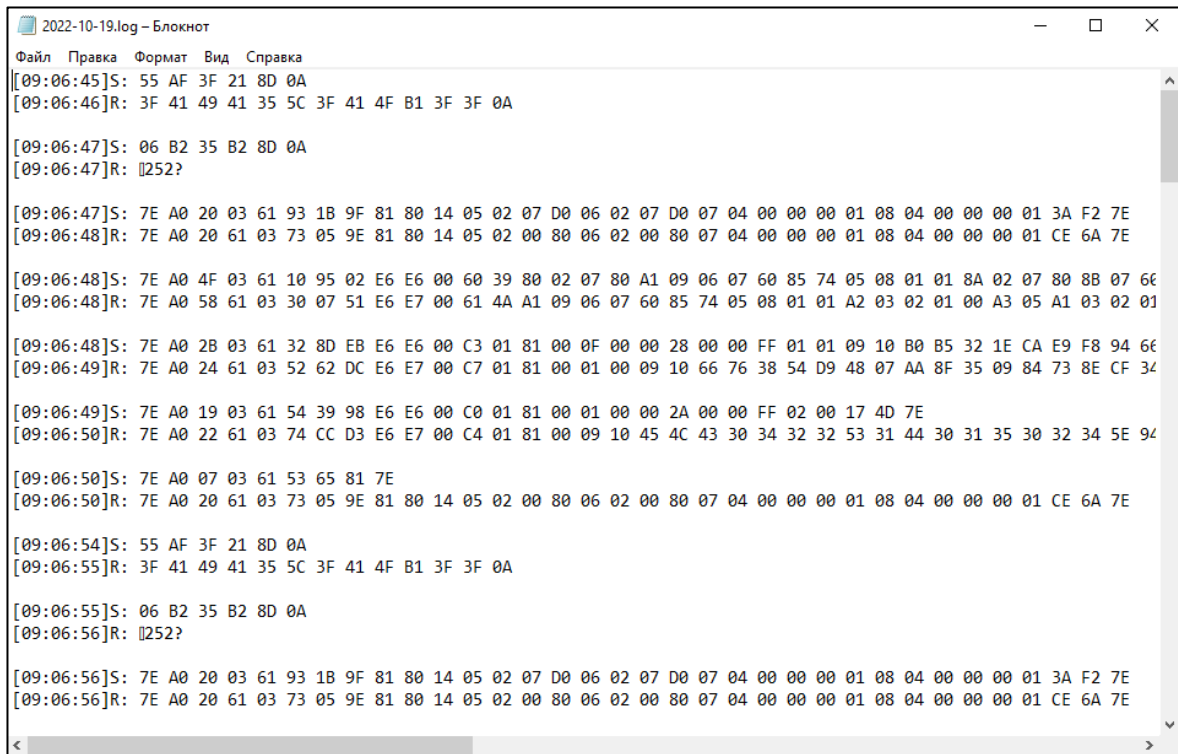 2022-10-19.log – Блокнот
Файл Правка Формат Вид Справка
[09:06:45]S: 55 AF 3F 21 8D 0A
[09:06:46]R: 3F 41 49 41 35 5C 3F 41 4F B1 3F 3F 0A
[09:06:47]S: 06 B2 35 B2 8D 0A
[09:06:47]R: ▯252?
[09:06:47]S: 7E A0 20 03 61 93 1B 9F 81 80 14 05 02 07 D0 06 02 07 D0 07 04 00 00 00 01 08 04 00 00 00 01 3A F2 7E
[09:06:48]R: 7E A0 20 61 03 73 05 9E 81 80 14 05 02 00 80 06 02 00 80 07 04 00 00 00 01 08 04 00 00 00 01 CE 6A 7E
[09:06:48]S: 7E A0 4F 03 61 10 95 02 E6 E6 00 60 39 80 02 07 80 A1 09 06 07 60 85 74 05 08 01 01 8A 02 07 80 8B 07 60
[09:06:48]R: 7E A0 58 61 03 30 07 51 E6 E7 00 61 4A A1 09 06 07 60 85 74 05 08 01 01 A2 03 02 01 00 A3 05 A1 03 02 01
[09:06:48]S: 7E A0 2B 03 61 32 8D EB E6 E6 00 C3 01 81 00 0F 00 00 28 00 00 FF 01 01 09 10 B0 B5 32 1E CA E9 F8 94 66
[09:06:49]R: 7E A0 24 61 03 52 62 DC E6 E7 00 C7 01 81 00 01 00 09 10 66 76 38 54 D9 48 07 AA 8F 35 09 84 73 8E CF 34
[09:06:49]S: 7E A0 19 03 61 54 39 98 E6 E6 00 C0 01 81 00 01 00 00 2A 00 00 FF 02 00 17 4D 7E
[09:06:50]R: 7E A0 22 61 03 74 CC D3 E6 E7 00 C4 01 81 00 09 10 45 4C 43 30 34 32 32 53 31 44 30 31 35 30 32 34 5E 94
[09:06:50]S: 7E A0 07 03 61 53 65 81 7E
[09:06:50]R: 7E A0 20 61 03 73 05 9E 81 80 14 05 02 00 80 06 02 00 80 07 04 00 00 00 01 08 04 00 00 00 01 CE 6A 7E
[09:06:54]S: 55 AF 3F 21 8D 0A
[09:06:55]R: 3F 41 49 41 35 5C 3F 41 4F B1 3F 3F 0A
[09:06:55]S: 06 B2 35 B2 8D 0A
[09:06:56]R: ▯252?
[09:06:56]S: 7E A0 20 03 61 93 1B 9F 81 80 14 05 02 07 D0 06 02 07 D0 07 04 00 00 00 01 08 04 00 00 00 01 3A F2 7E
[09:06:56]R: 7E A0 20 61 03 73 05 9E 81 80 14 05 02 00 80 06 02 00 80 07 04 00 00 00 01 08 04 00 00 00 01 CE 6A 7E